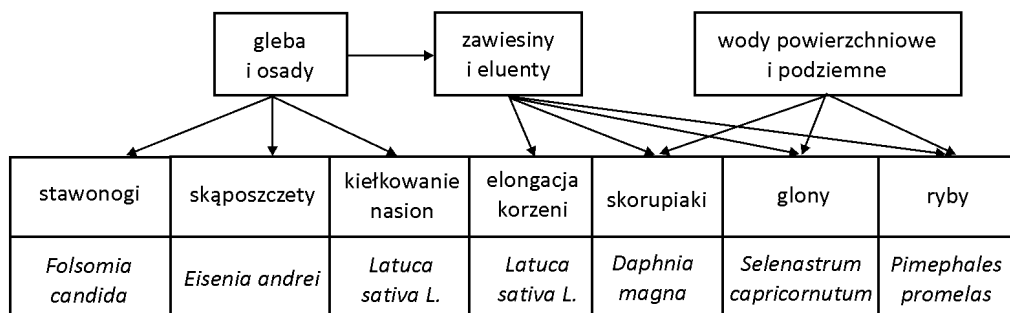 gleba
i osady
zawiesiny
i eluenty
wody powierzchniowe
i podziemne
stawonogi
skąposzczety
kiełkowanie
nasion
elongacja
korzeni
skorupiaki
glony
ryby
Folsomia
candida
Eisenia andrei
Latuca
sativa L.
Latuca
sativa L.
Daphnia
magna
Selenastrum
capricornutum
Pimephales
promelas